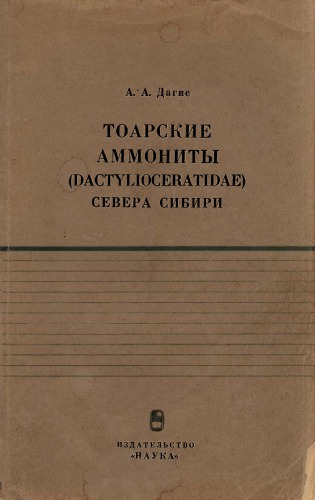 А. А. Дагис
ТОАРСКИЕ
АММОНИТЫ
(DACTYLIOCERATIDAE)
СЕВЕРА СИБИРИ
ИЗДАТЕЛЬСТВО
«НАУКА»